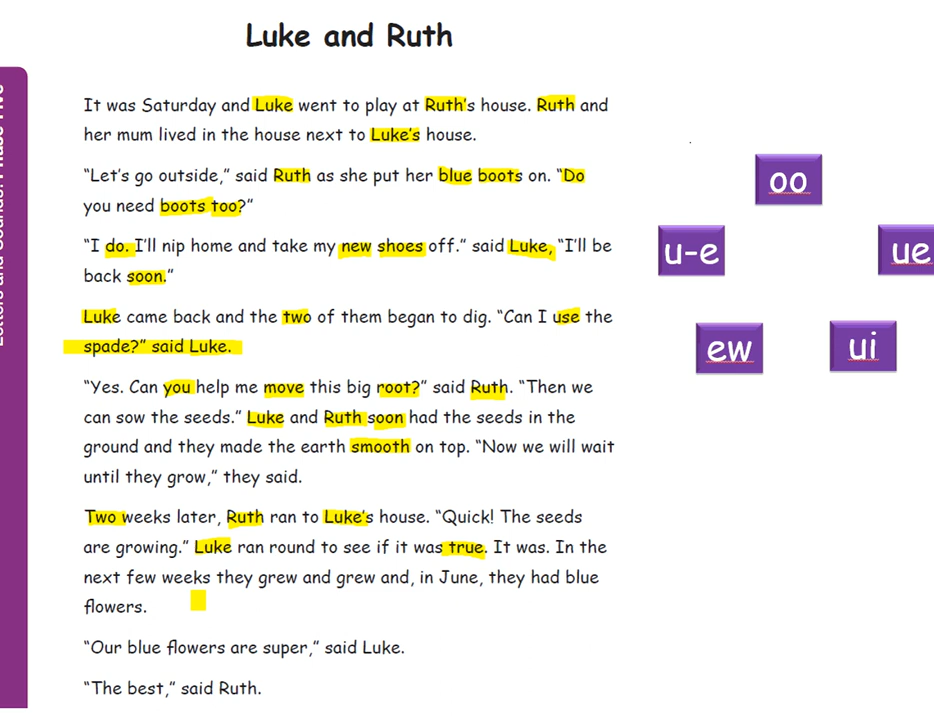 Luke and Ruth
It was Saturday and Luke went to play at Ruth's house. Ruth and
her mum lived in the house next to Luke's house.
“Let's go outside,” said Ruth as she put her blue boots on. “Do
you need boots too?”
“I do. I'll nip home and take my new shoes off.” said Luke, “I'll be
back soon.”
Luke came back and the two of them began to dig. “Can I use the
spade?” said Luke.
“Yes. Can you help me move this big root?” said Ruth. “Then we
can sow the seeds.” Luke and Ruth soon had the seeds in the
ground and they made the earth smooth on top. “Now we will wait
until they grow,” they said.
Two weeks later, Ruth ran to Luke's house. “Quick! The seeds
are growing.” Luke ran round to see if it was true. It was. In the
next few weeks they grew and grew and, in June, they had blue
flowers.
“Our blue flowers are super,” said Luke.
“The best,” said Ruth.
oo
u-e
ue
ew
ui